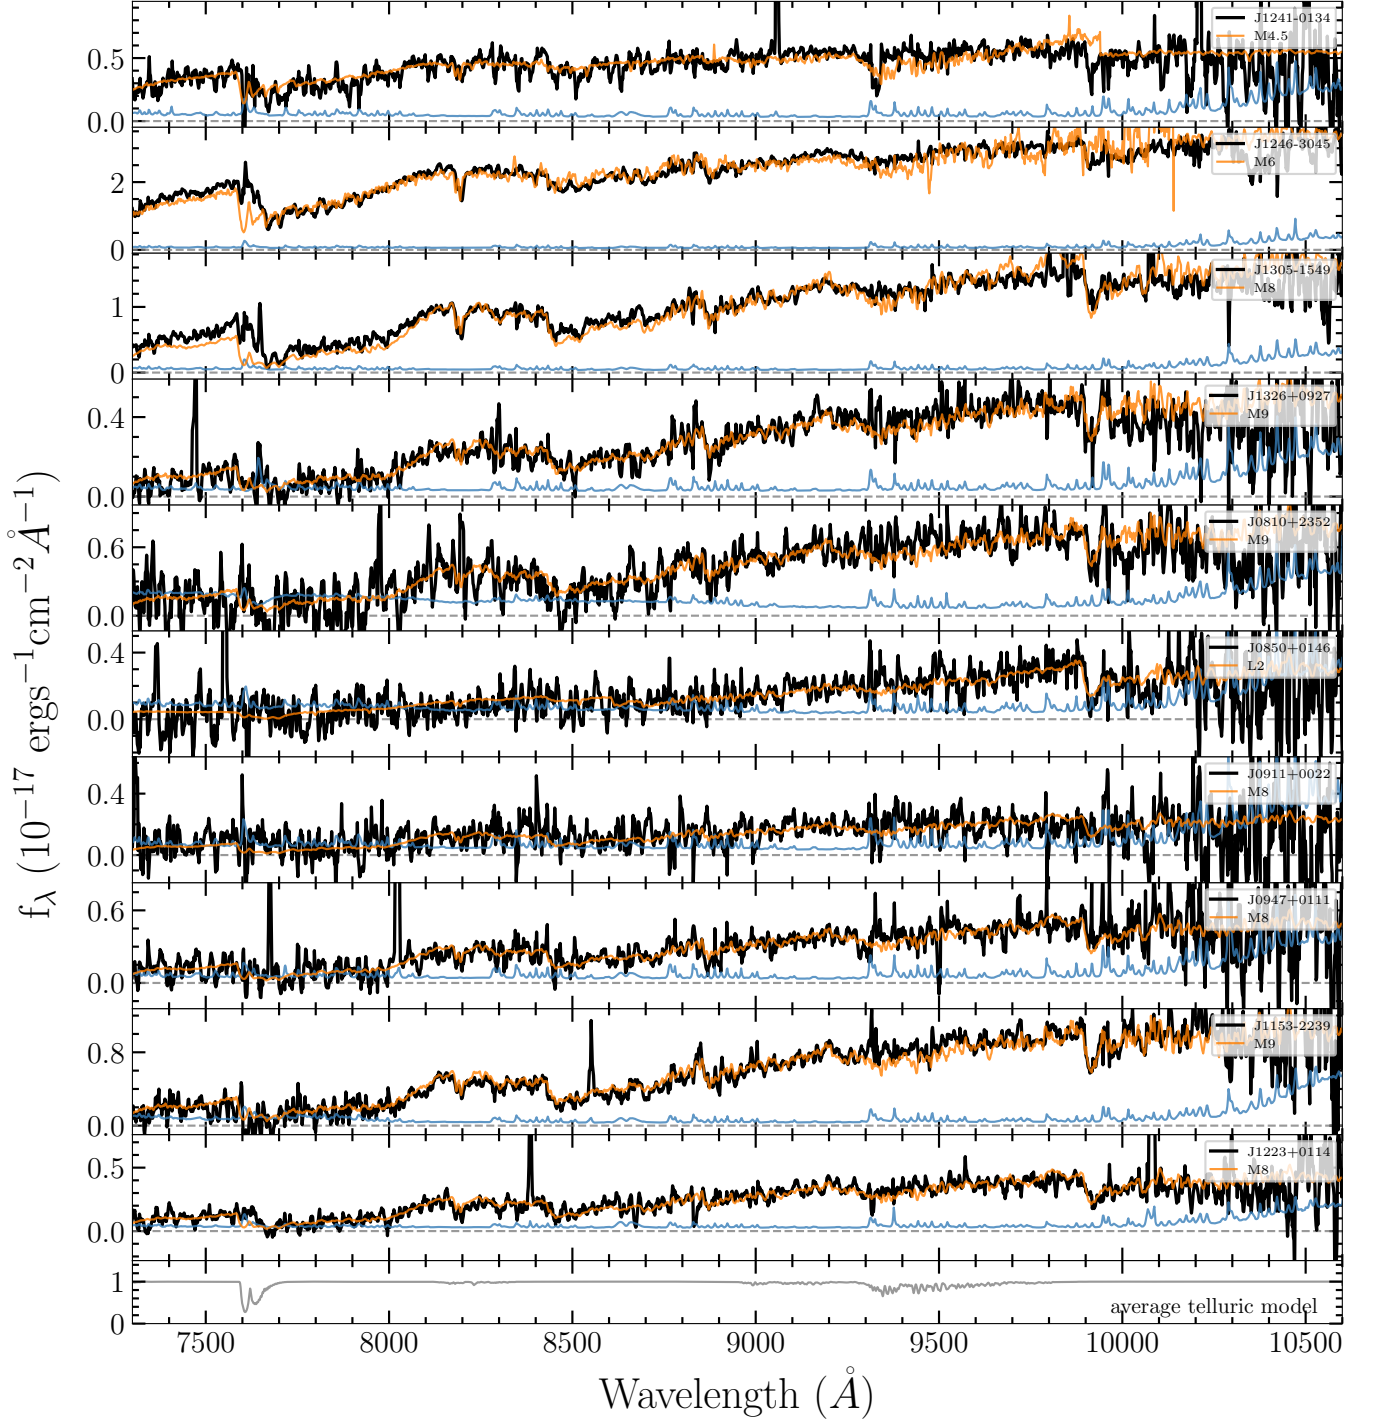 J1241-0134
M4.5
0.5
0.0
J1246-3045
M6
2
0
J1305-1549
M8
1
0
J1326+0927
M9
0.4
0.0
J0810+2352
M9
0.6
0.0
J0850+0146
L2
0.4
0.0
J0911+0022
M8
0.4
0.0
J0947+0111
M8
0.6
0.0
J1153-2239
M9
0.8
0.0
J1223+0114
M8
0.5
0.0
1
0
average telluric model
7500 8000 8500 9000 9500 10000 10500
Wavelength (Å)
fλ (10⁻¹⁷ ergs⁻¹cm⁻²Å⁻¹)